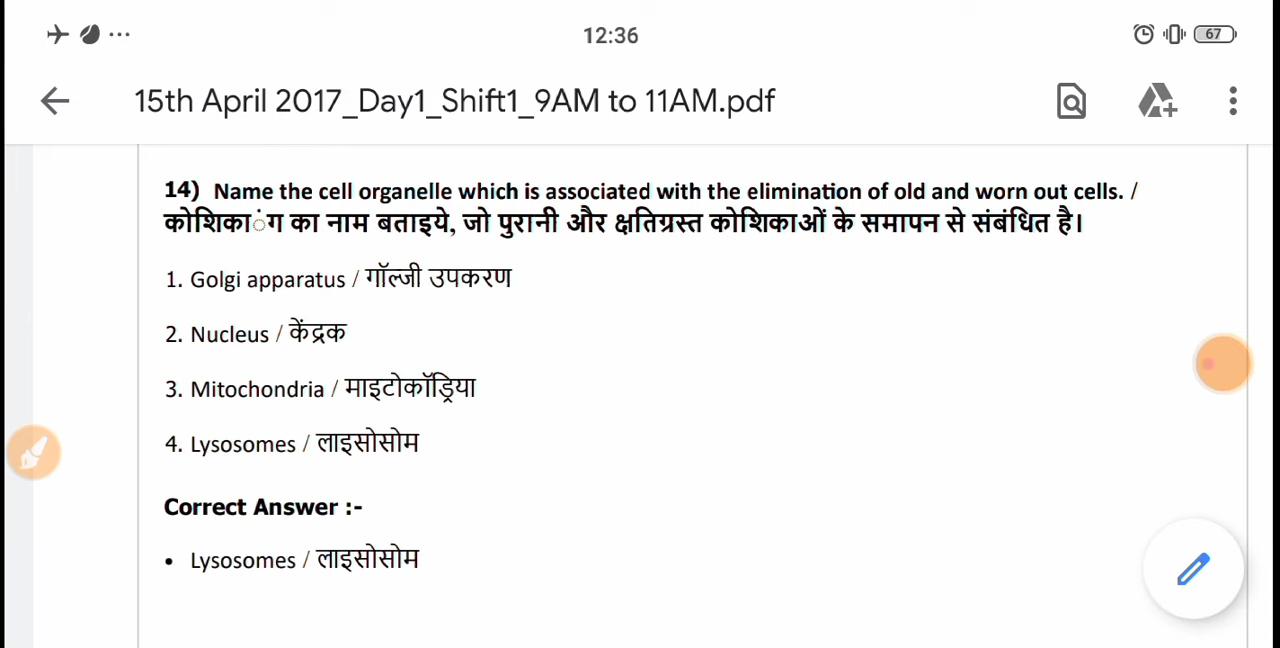 12:36
67
15th April 2017_Day1_Shift1_9AM to 11AM.pdf
14) Name the cell organelle which is associated with the elimination of old and worn out cells. /
कोशिकांग का नाम बताइये, जो पुरानी और क्षतिग्रस्त कोशिकाओं के समापन से संबंधित है।
1. Golgi apparatus / गॉल्जी उपकरण
2. Nucleus / केंद्रक
3. Mitochondria / माइटोकॉड्रिया
4. Lysosomes / लाइसोसोम
Correct Answer :-
• Lysosomes / लाइसोसोम